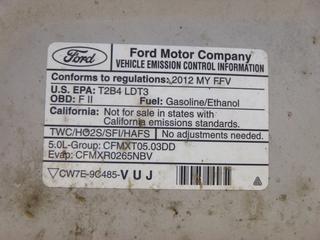 Ford
Ford Motor Company
VEHICLE EMISSION CONTROL INFORMATION
Conforms to regulations: 2012 MY FFV
U.S. EPA: T2B4 LDT3
OBD: F II Fuel: Gasoline/Ethanol
California: Not for sale in states with
California emissions standards.
TWC/HO2S/SFI/HAFS No adjustments needed.
5.0L-Group: CFMXT05.03DD
Evap: CFMXR0265NBV
CW7E-9C485-VUJ